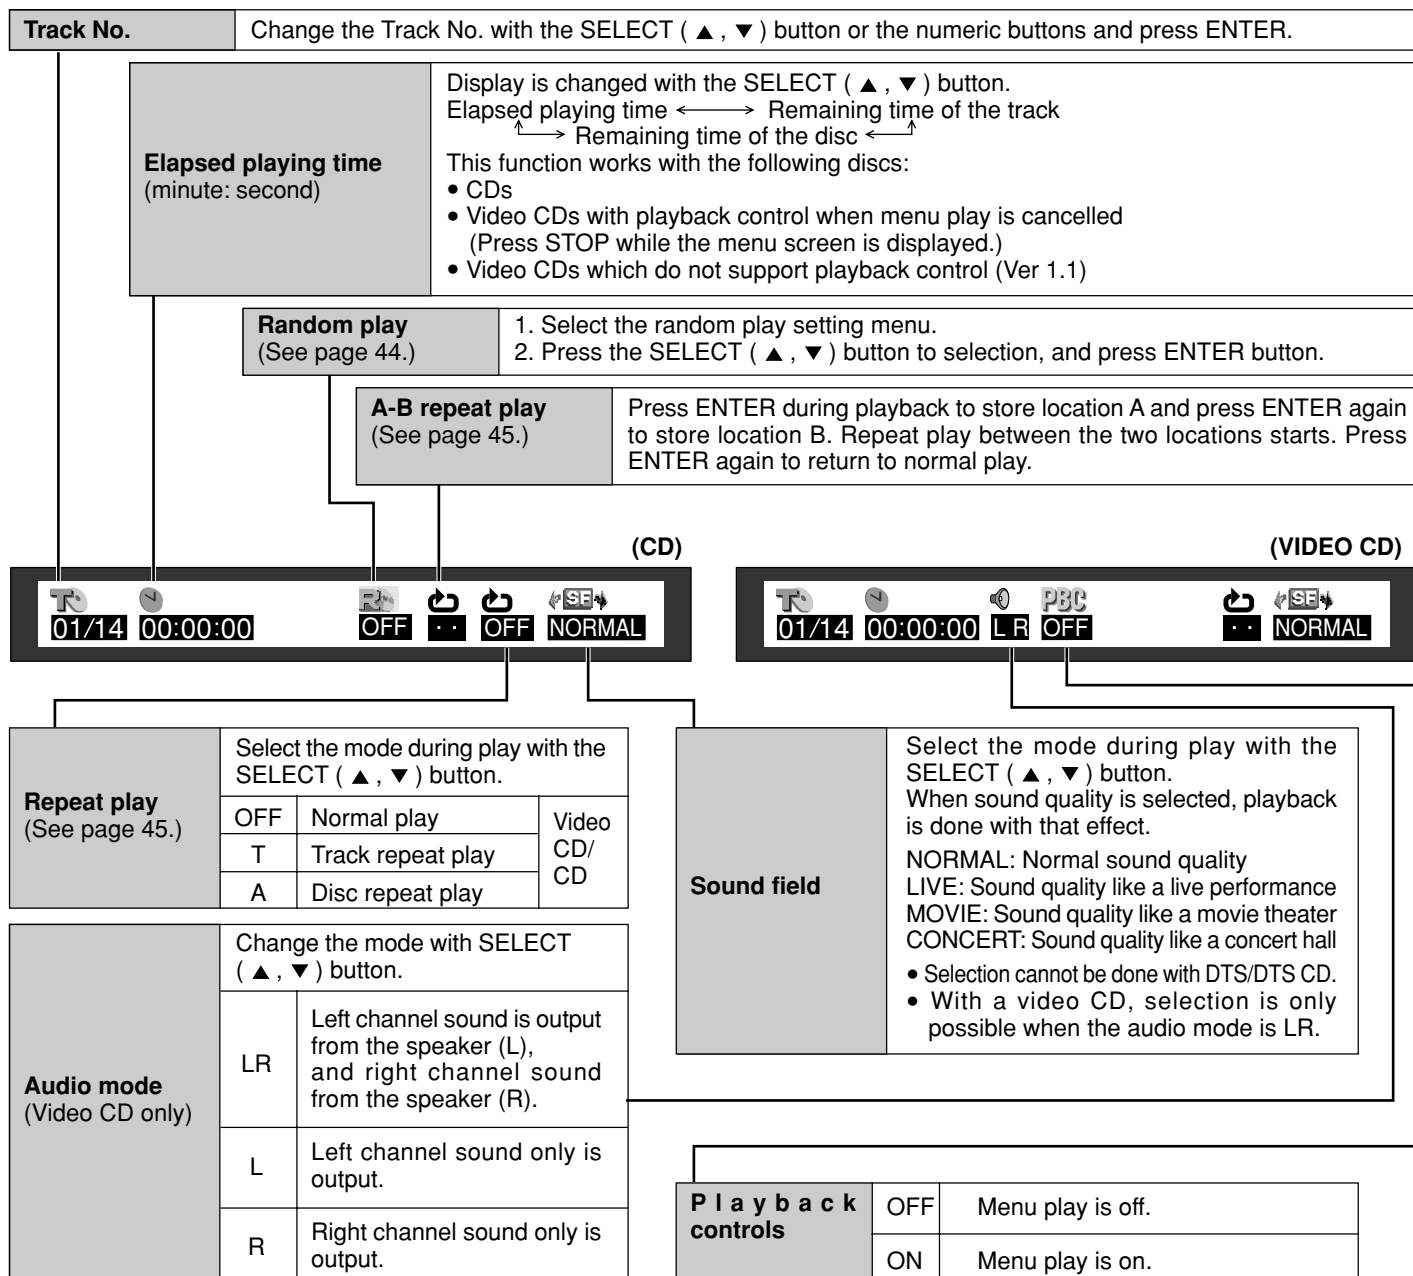 Track No.
Change the Track No. with the SELECT ( ▲ , ▼ ) button or the numeric buttons and press ENTER.
Elapsed playing time
(minute: second)
Display is changed with the SELECT ( ▲ , ▼ ) button.
Elapsed playing time ⟷ Remaining time of the track
Remaining time of the disc
This function works with the following discs:
• CDs
• Video CDs with playback control when menu play is cancelled
(Press STOP while the menu screen is displayed.)
• Video CDs which do not support playback control (Ver 1.1)
Random play
(See page 44.)
1. Select the random play setting menu.
2. Press the SELECT ( ▲ , ▼ ) button to selection, and press ENTER button.
A-B repeat play
(See page 45.)
Press ENTER during playback to store location A and press ENTER again
to store location B. Repeat play between the two locations starts. Press
ENTER again to return to normal play.
(CD)
T R SF
01/14 00:00:00 OFF · · OFF NORMAL
(VIDEO CD)
T PBC SF
01/14 00:00:00 L R OFF · · NORMAL
Repeat play
(See page 45.)
Select the mode during play with the
SELECT ( ▲ , ▼ ) button.
OFF Normal play
T Track repeat play
A Disc repeat play
Video
CD/
CD
Audio mode
(Video CD only)
Change the mode with SELECT
( ▲ , ▼ ) button.
LR
Left channel sound is output
from the speaker (L),
and right channel sound
from the speaker (R).
L
Left channel sound only is
output.
R
Right channel sound only is
output.
Sound field
Select the mode during play with the
SELECT ( ▲ , ▼ ) button.
When sound quality is selected, playback
is done with that effect.
NORMAL: Normal sound quality
LIVE: Sound quality like a live performance
MOVIE: Sound quality like a movie theater
CONCERT: Sound quality like a concert hall
• Selection cannot be done with DTS/DTS CD.
• With a video CD, selection is only
possible when the audio mode is LR.
Playback
controls
OFF Menu play is off.
ON Menu play is on.